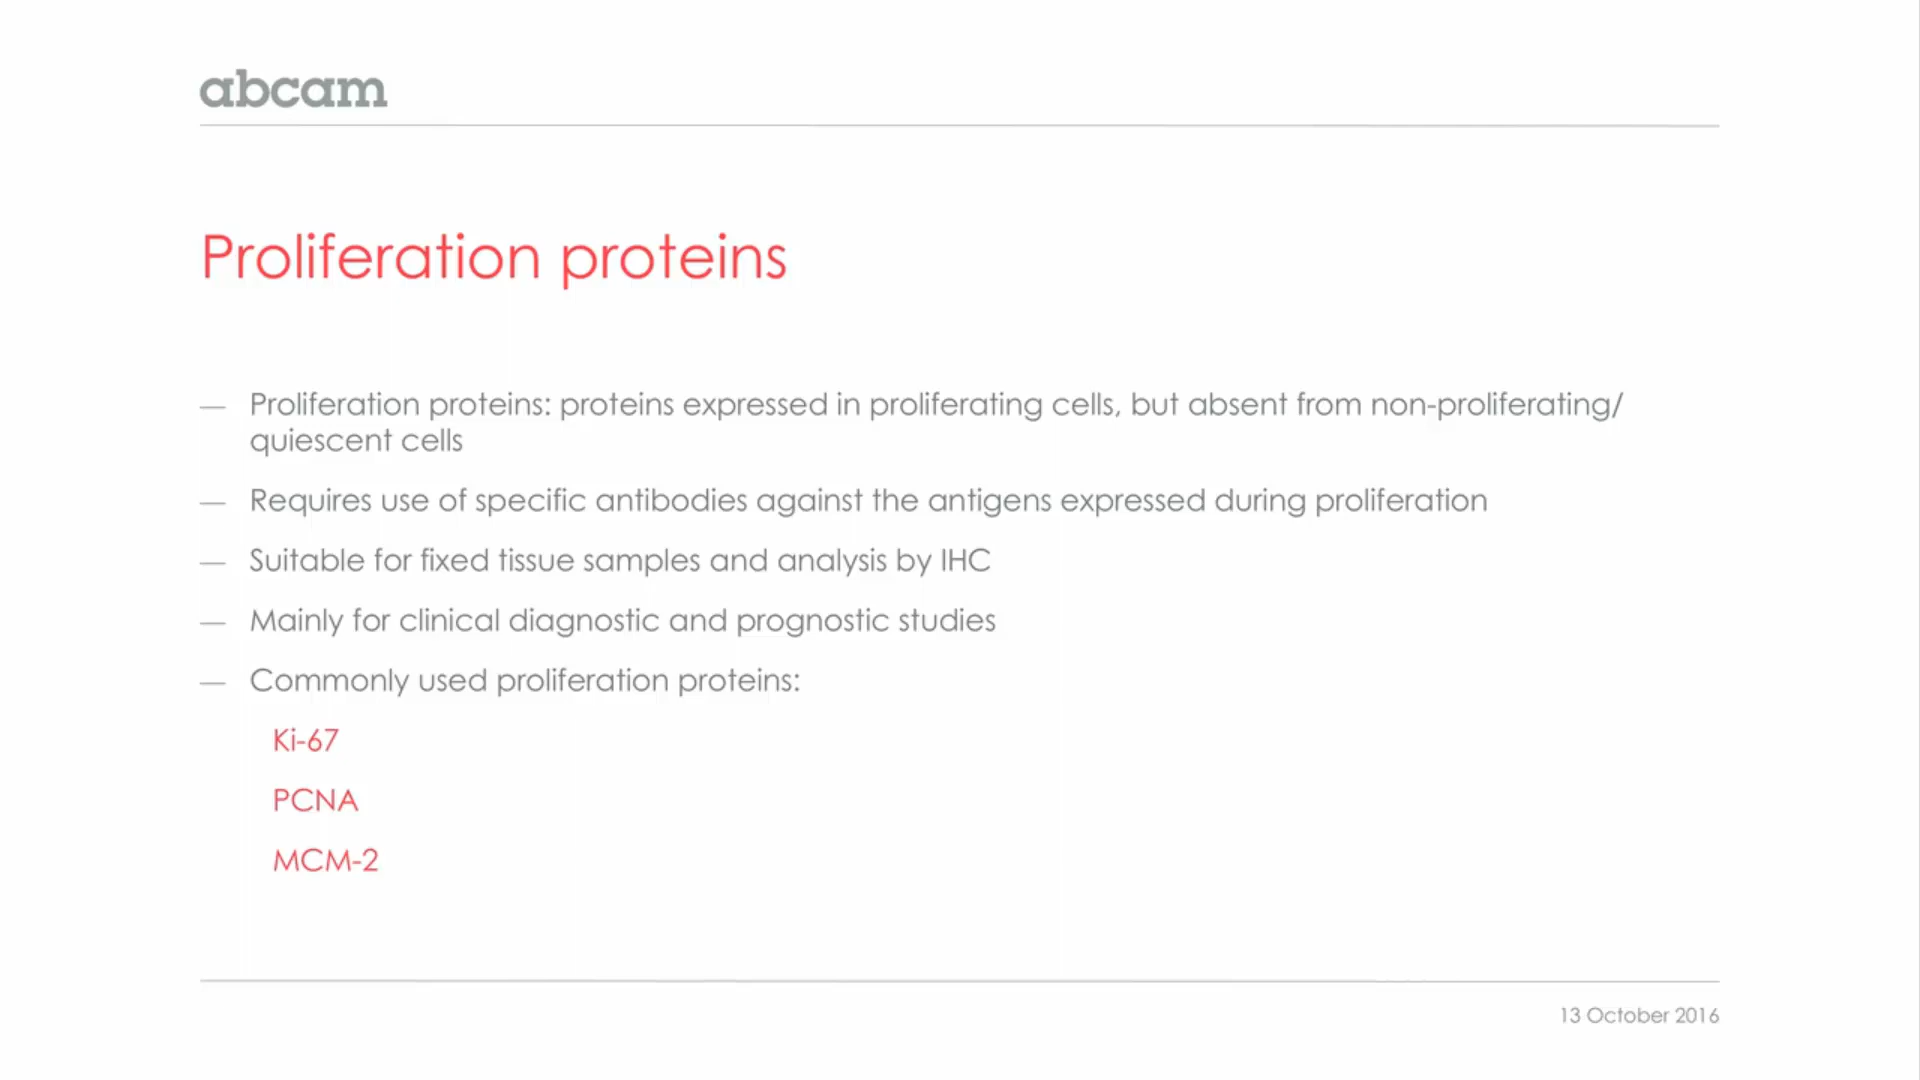 abcam
Proliferation proteins
— Proliferation proteins: proteins expressed in proliferating cells, but absent from non-proliferating/
quiescent cells
— Requires use of specific antibodies against the antigens expressed during proliferation
— Suitable for fixed tissue samples and analysis by IHC
— Mainly for clinical diagnostic and prognostic studies
— Commonly used proliferation proteins:
Ki-67
PCNA
MCM-2
13 October 2016